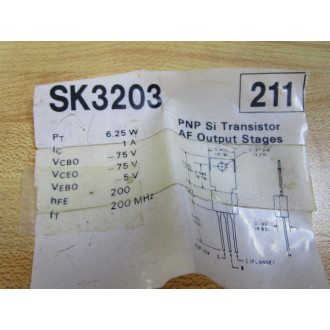 SK3203
211
PNP Si Transistor
AF Output Stages
PT 6.25 W
IC 1 A
VCBO -75 V
VCEO -75 V
VEBO 5 V
hFE 200
fT 200 MHz
C (FLANGE)
B